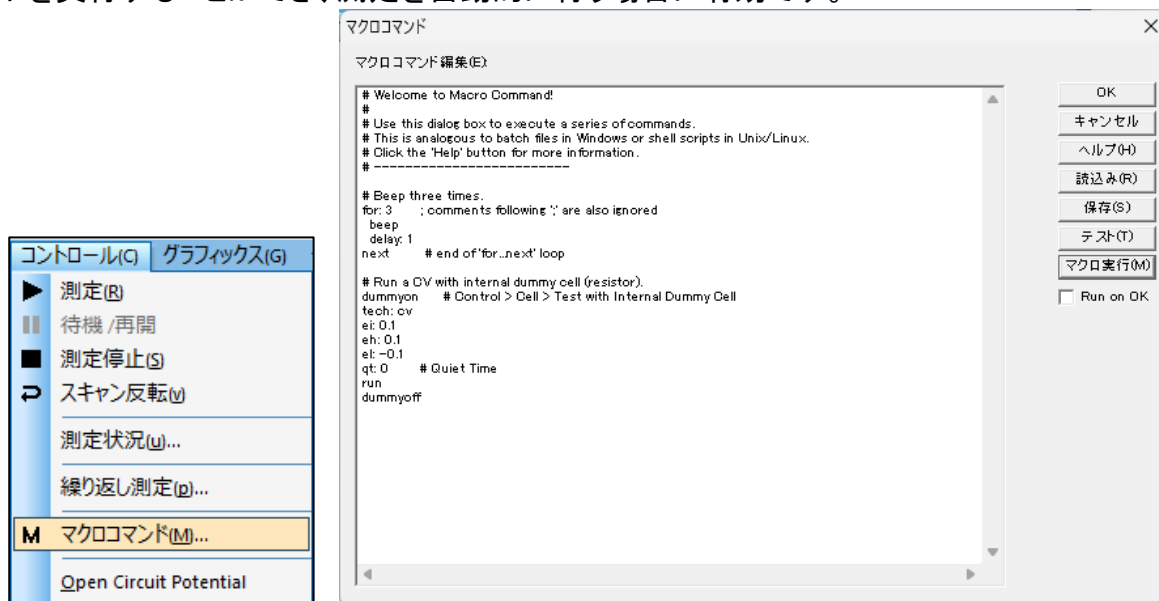 マクロコマンド
マクロコマンド編集(E):
# Welcome to Macro Command!
#
# Use this dialog box to execute a series of commands.
# This is analogous to batch files in Windows or shell scripts in Unix/Linux.
# Click the 'Help' button for more information.
# -------------------------
# Beep three times.
for: 3 ; comments following ';' are also ignored
beep
delay: 1
next # end of 'for...next' loop
# Run a CV with internal dummy cell (resistor).
dummyon # Control > Cell > Test with Internal Dummy Cell
tech: cv
ei: 0.1
eh: 0.1
el: -0.1
qt: 0 # Quiet Time
run
dummyoff
OK
キャンセル
ヘルプ(H)
読込み(R)
保存(S)
テスト(T)
マクロ実行(M)
Run on OK
コントロール(C) グラフィックス(G)
測定(R)
待機 /再開
測定停止(S)
スキャン反転(v)
測定状況(u)...
繰り返し測定(p)...
M マクロコマンド(M)...
Open Circuit Potential